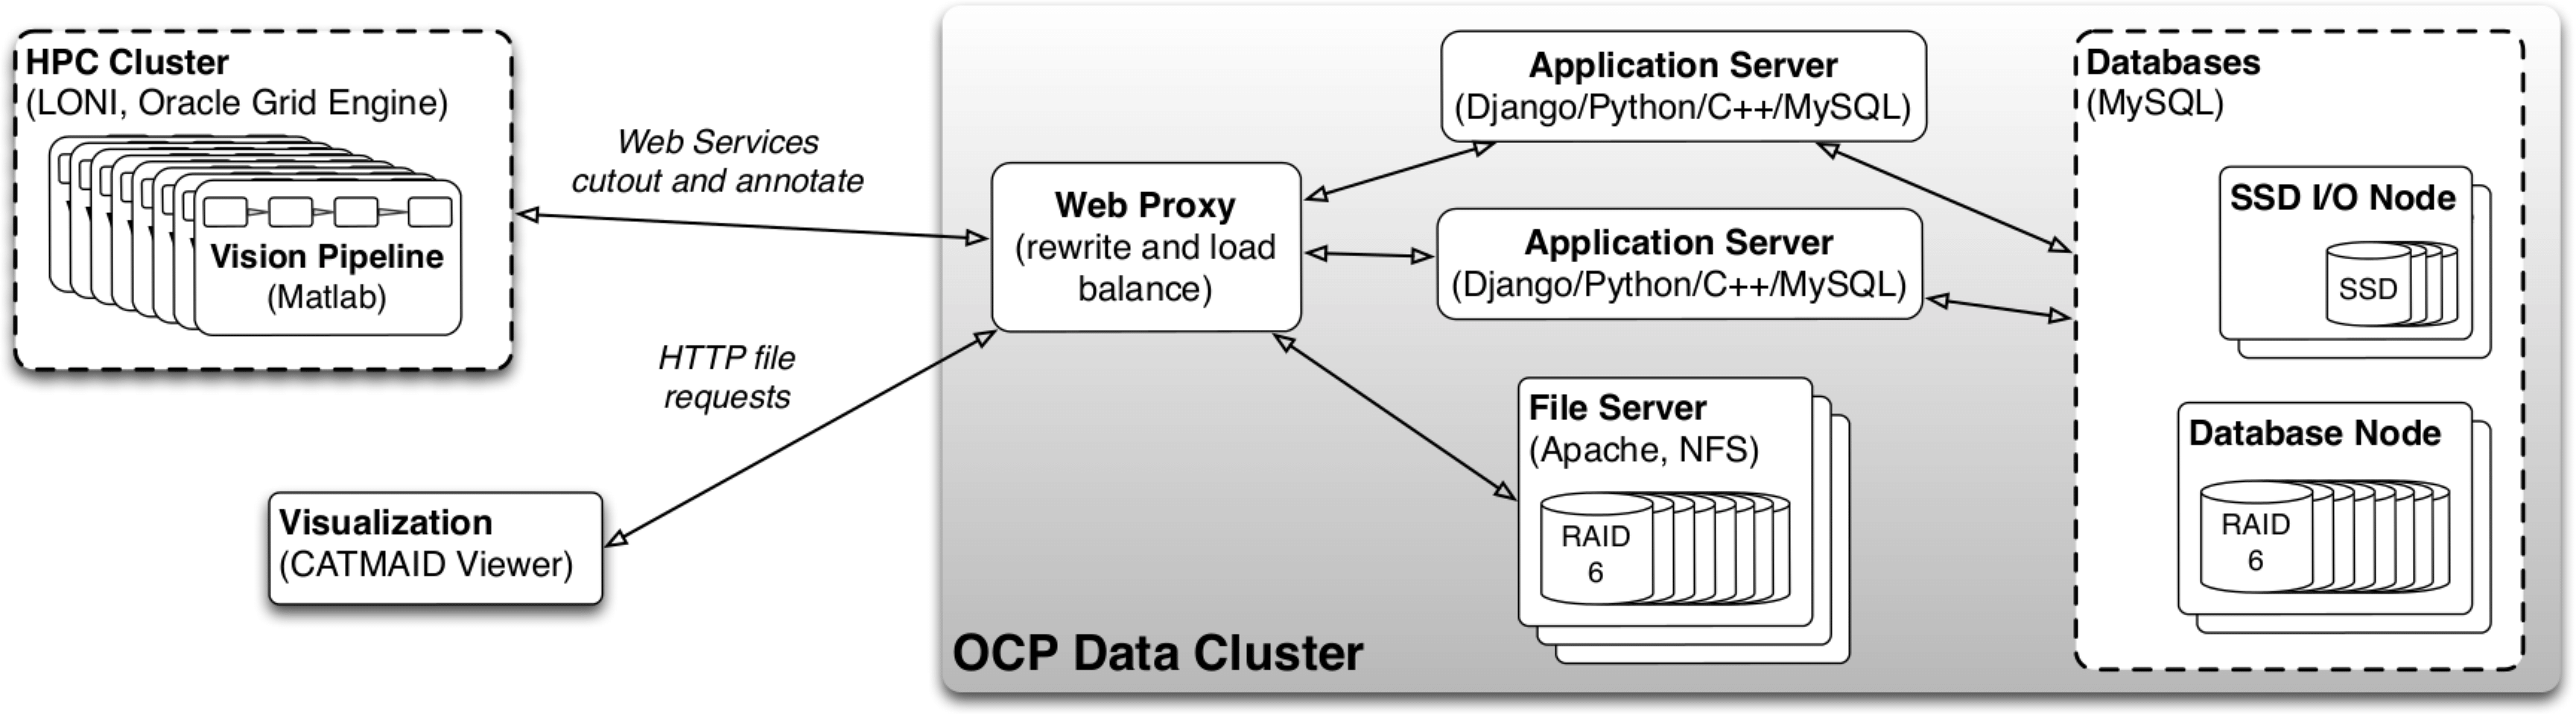 HPC Cluster
(LONI, Oracle Grid Engine)
Vision Pipeline
(Matlab)
Web Services
cutout and annotate
HTTP file
requests
Visualization
(CATMAID Viewer)
Web Proxy
(rewrite and load
balance)
Application Server
(Django/Python/C++/MySQL)
Application Server
(Django/Python/C++/MySQL)
File Server
(Apache, NFS)
RAID
6
OCP Data Cluster
Databases
(MySQL)
SSD I/O Node
SSD
Database Node
RAID
6